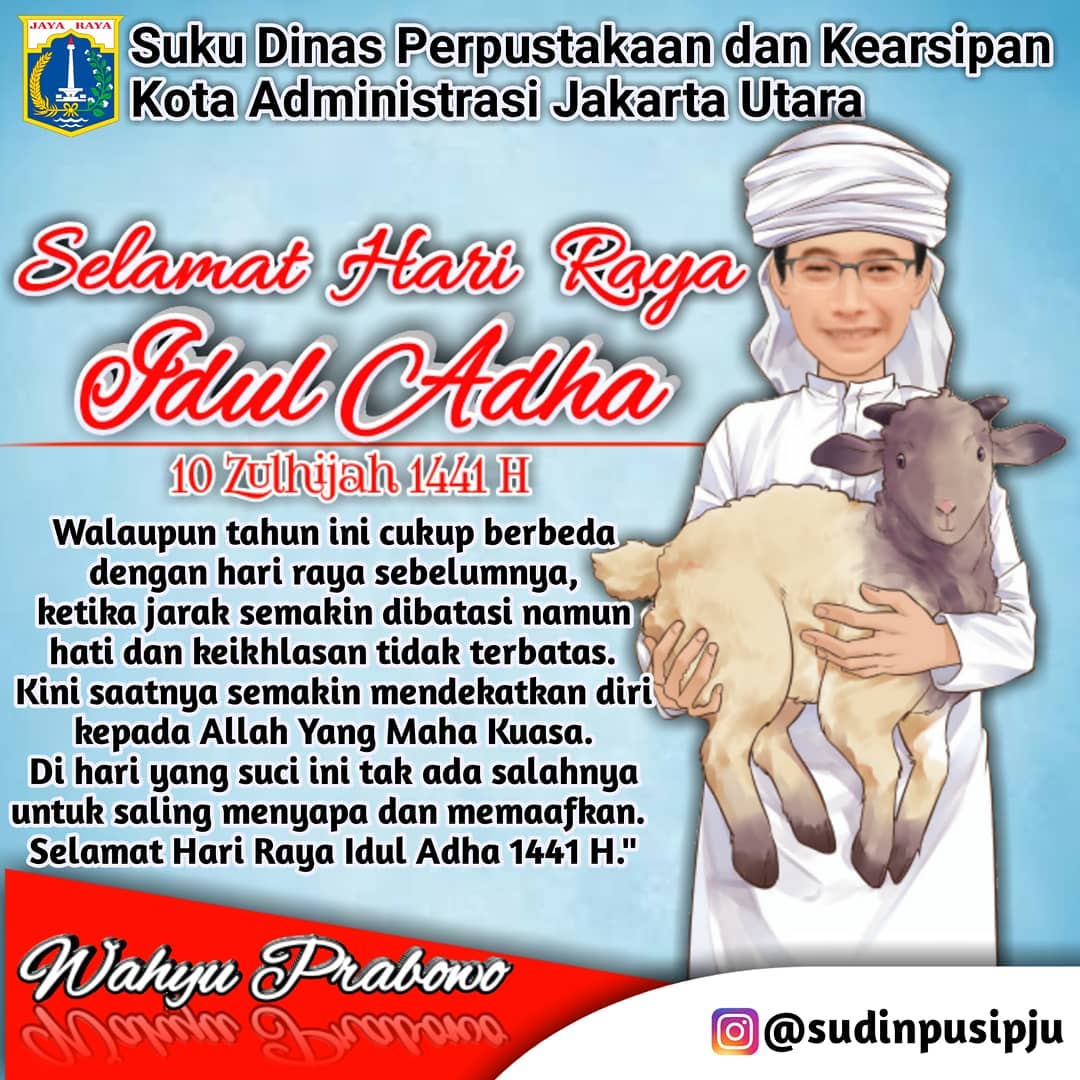 JAYA RAYA
Suku Dinas Perpustakaan dan Kearsipan
Kota Administrasi Jakarta Utara
Selamat Hari Raya
Idul Adha
10 Zulhijah 1441 H
Walaupun tahun ini cukup berbeda
dengan hari raya sebelumnya,
ketika jarak semakin dibatasi namun
hati dan keikhlasan tidak terbatas.
Kini saatnya semakin mendekatkan diri
kepada Allah Yang Maha Kuasa.
Di hari yang suci ini tak ada salahnya
untuk saling menyapa dan memaafkan.
Selamat Hari Raya Idul Adha 1441 H."
Wahyu Prabowo
@sudinpusipju